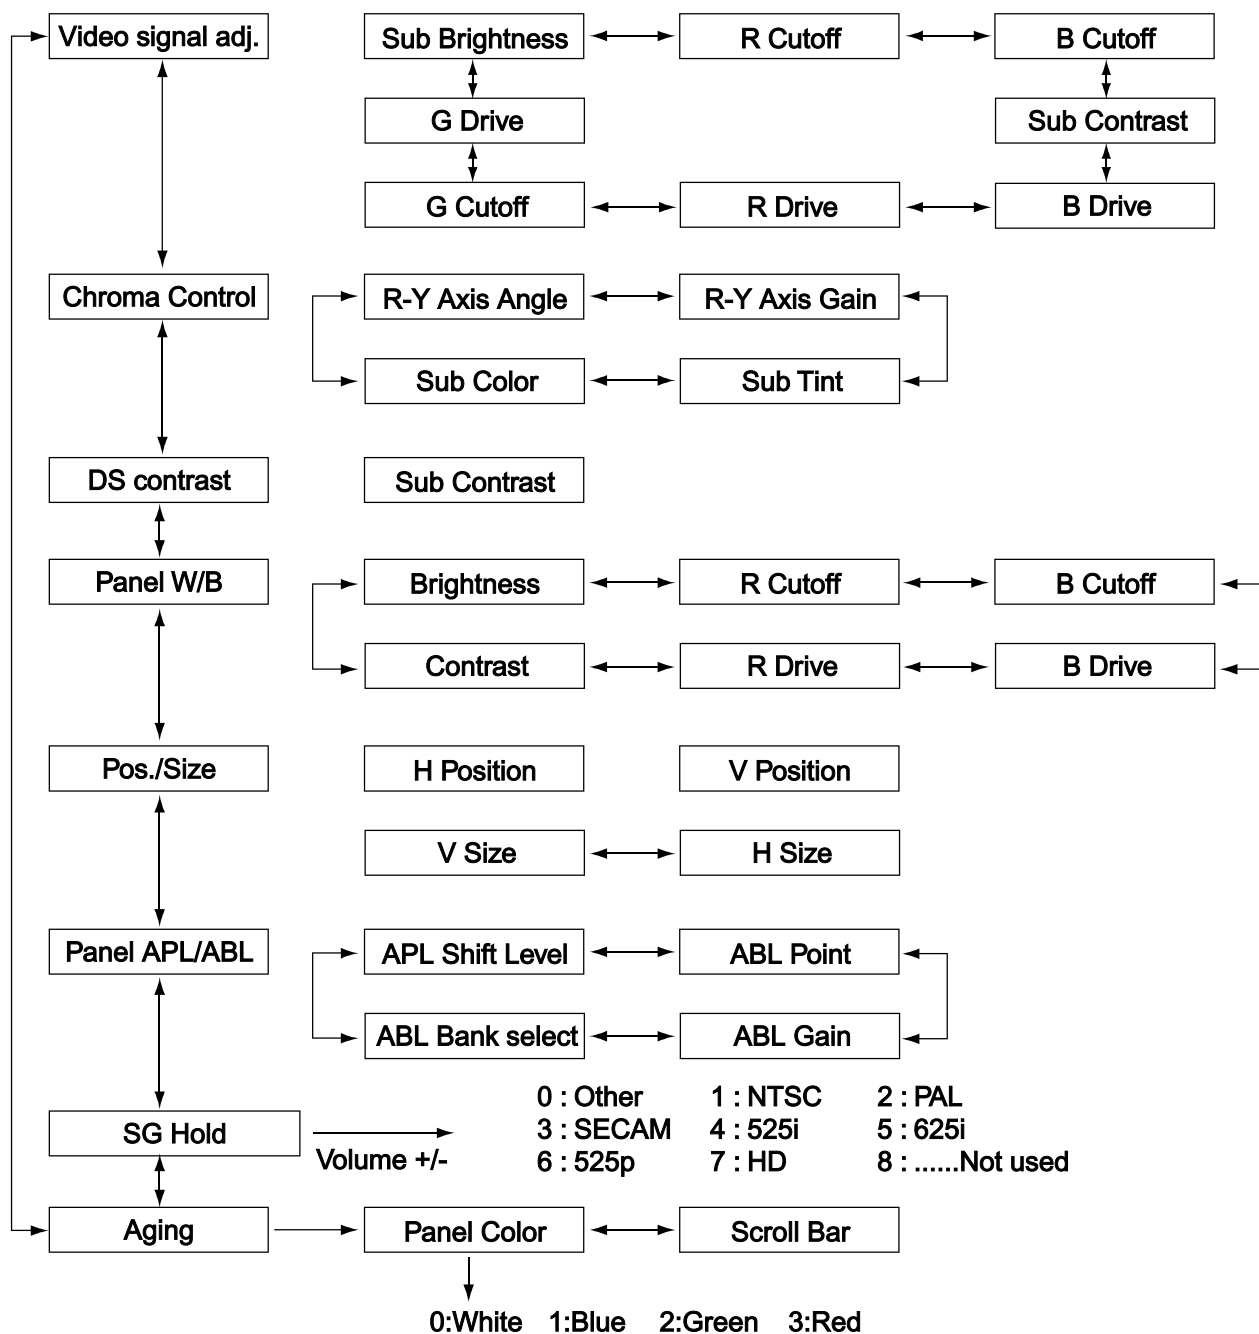 Video signal adj.
Sub Brightness
R Cutoff
B Cutoff
G Drive
Sub Contrast
G Cutoff
R Drive
B Drive
Chroma Control
R-Y Axis Angle
R-Y Axis Gain
Sub Color
Sub Tint
DS contrast
Sub Contrast
Panel W/B
Brightness
R Cutoff
B Cutoff
Contrast
R Drive
B Drive
Pos./Size
H Position
V Position
V Size
H Size
Panel APL/ABL
APL Shift Level
ABL Point
ABL Bank select
ABL Gain
SG Hold
Volume +/-
0 : Other 1 : NTSC 2 : PAL
3 : SECAM 4 : 525i 5 : 625i
6 : 525p 7 : HD 8 : ......Not used
Aging
Panel Color
Scroll Bar
0:White 1:Blue 2:Green 3:Red